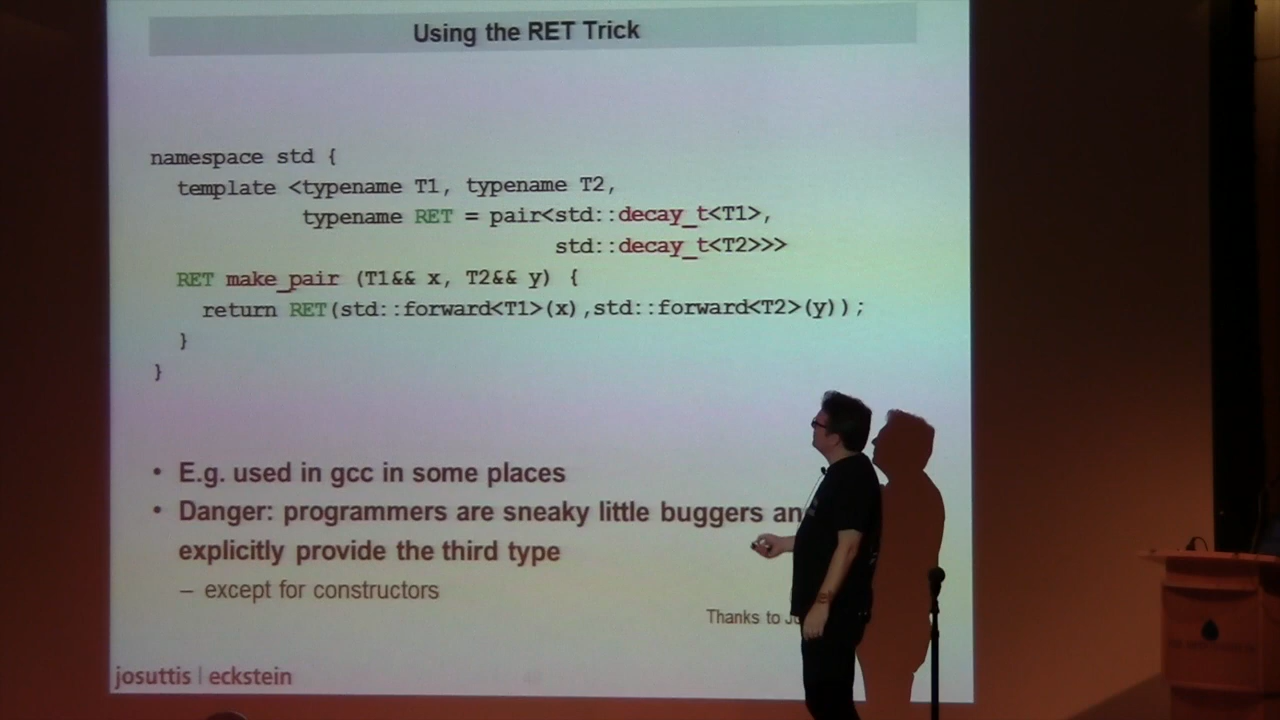 Using the RET Trick
namespace std {
template <typename T1, typename T2,
typename RET = pair<std::decay_t<T1>,
std::decay_t<T2>>>
RET make_pair (T1&& x, T2&& y) {
return RET(std::forward<T1>(x),std::forward<T2>(y));
}
}
• E.g. used in gcc in some places
• Danger: programmers are sneaky little buggers
explicitly provide the third type
– except for constructors
Thanks to
josuttis | eckstein